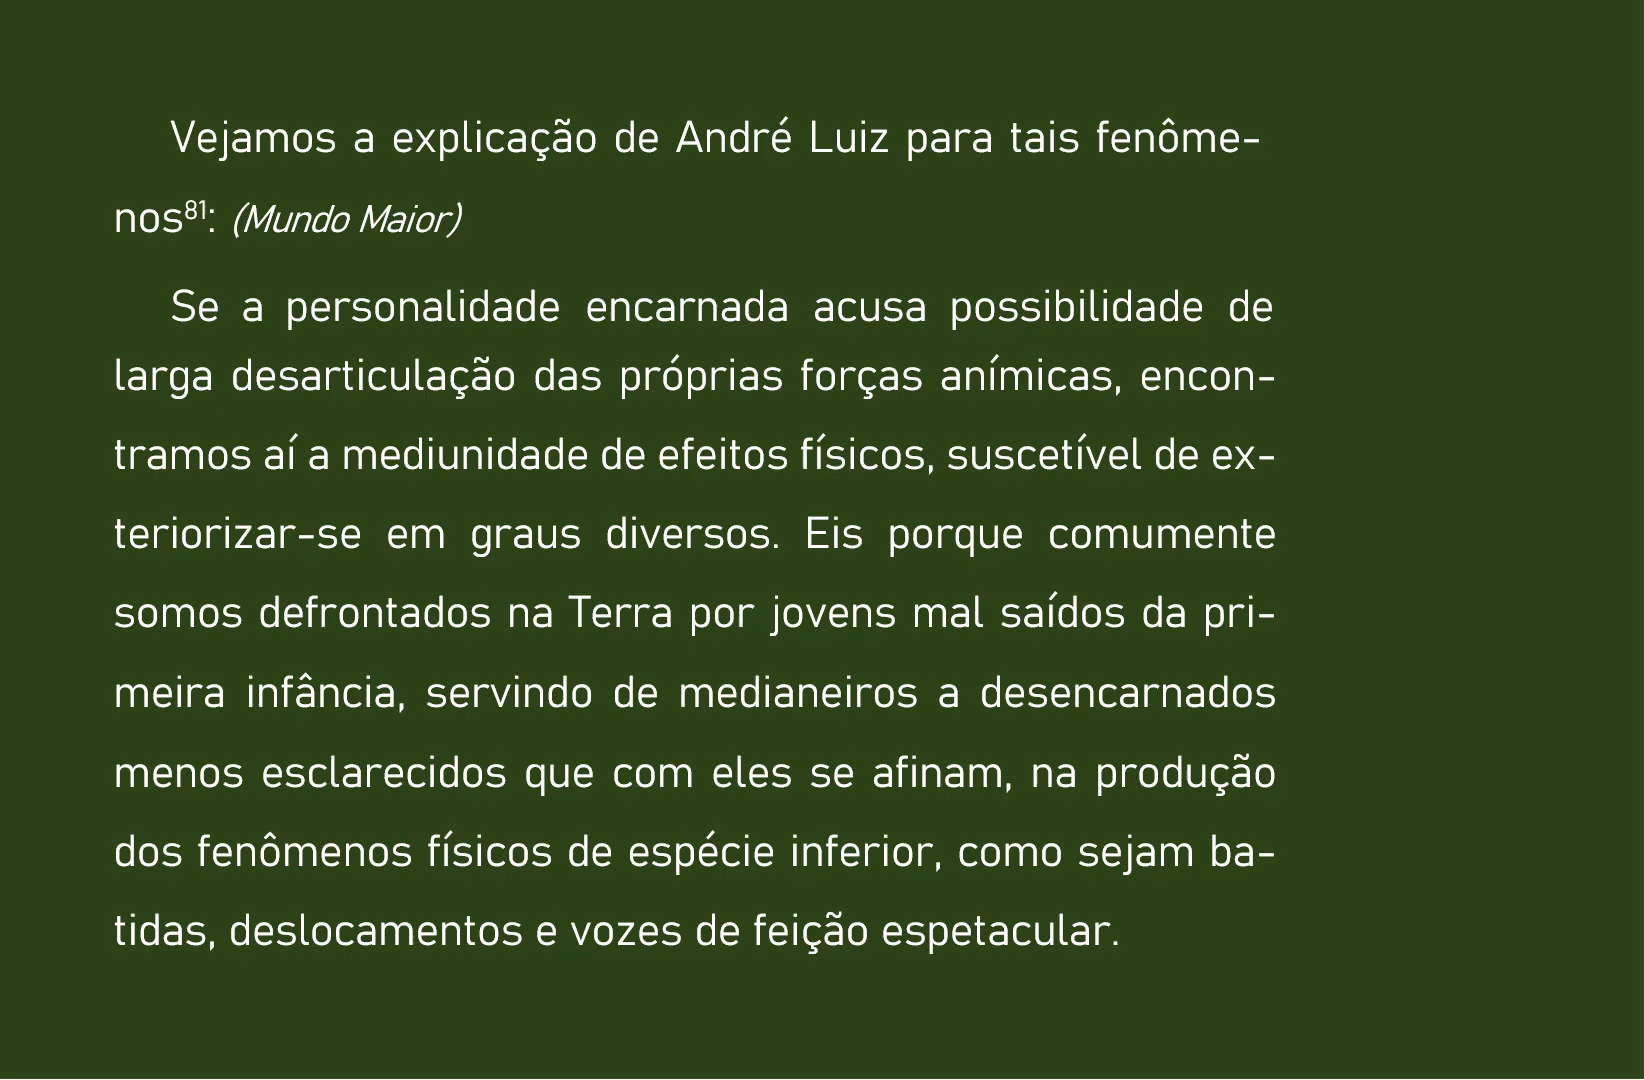 Vejamos a explicação de André Luiz para tais fenôme-
nos⁸¹: (Mundo Maior)
Se a personalidade encarnada acusa possibilidade de
larga desarticulação das próprias forças anímicas, encon-
tramos aí a mediunidade de efeitos físicos, suscetível de ex-
teriorizar-se em graus diversos. Eis porque comumente
somos defrontados na Terra por jovens mal saídos da pri-
meira infância, servindo de medianeiros a desencarnados
menos esclarecidos que com eles se afinam, na produção
dos fenômenos físicos de espécie inferior, como sejam ba-
tidas, deslocamentos e vozes de feição espetacular.